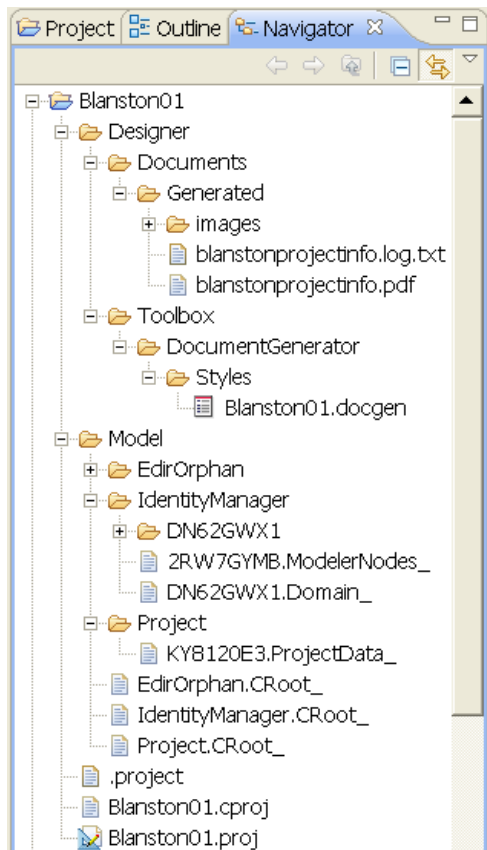 Project Outline Navigator
Blanston01
Designer
Documents
Generated
images
blanstonprojectinfo.log.txt
blanstonprojectinfo.pdf
Toolbox
DocumentGenerator
Styles
Blanston01.docgen
Model
EdirOrphan
IdentityManager
DN62GWX1
2RW7GYMB.ModelerNodes_
DN62GWX1.Domain_
Project
KY8120E3.ProjectData_
EdirOrphan.CRoot_
IdentityManager.CRoot_
Project.CRoot_
.project
Blanston01.cproj
Blanston01.proj